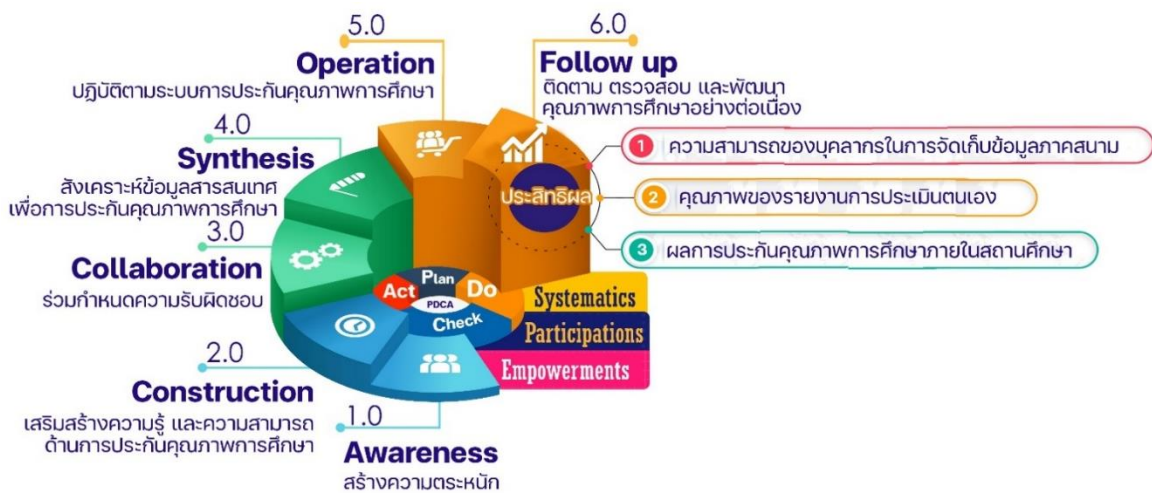 5.0
Operation
ปฏิบัติตามระบบการประกันคุณภาพการศึกษา
6.0
Follow up
ติดตาม ตรวจสอบ และพัฒนา
คุณภาพการศึกษาอย่างต่อเนื่อง
4.0
Synthesis
สังเคราะห์ข้อมูลสารสนเทศ
เพื่อการประกันคุณภาพการศึกษา
3.0
Collaboration
ร่วมกำหนดความรับผิดชอบ
2.0
Construction
เสริมสร้างความรู้ และความสามารถ
ด้านการประกันคุณภาพการศึกษา
1.0
Awareness
สร้างความตระหนัก
ประสิทธิผล
1 ความสามารถของบุคลากรในการจัดเก็บข้อมูลภาคสนาม
2 คุณภาพของรายงานการประเมินตนเอง
3 ผลการประกันคุณภาพการศึกษาภายในสถานศึกษา
Plan
Act
Do
PDCA
Check
Systematics
Participations
Empowerments